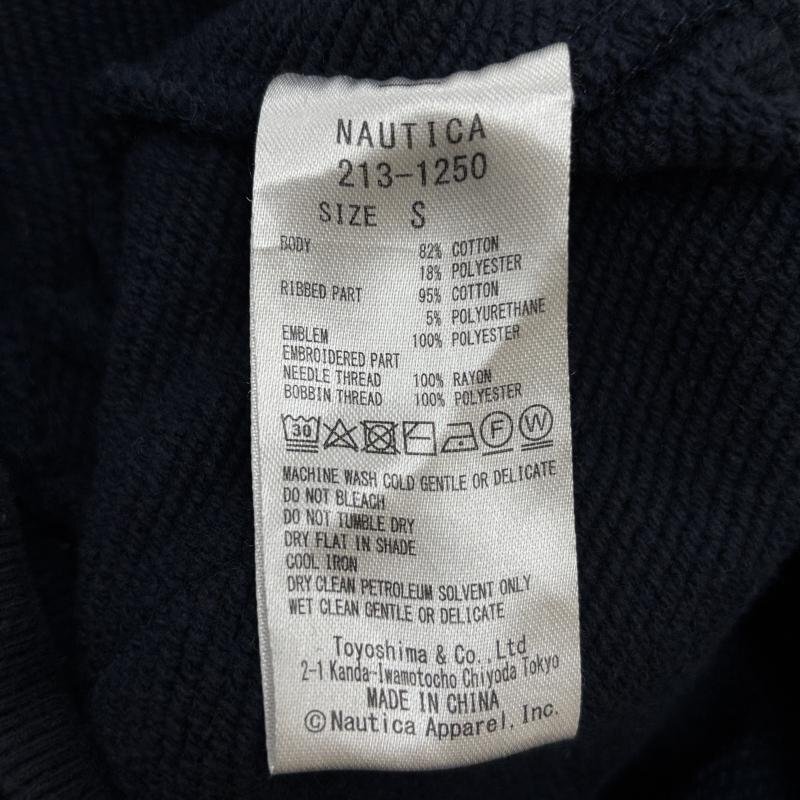 NAUTICA
213-1250
SIZE S
BODY 82% COTTON
18% POLYESTER
RIBBED PART 95% COTTON
5% POLYURETHANE
EMBLEM 100% POLYESTER
EMBROIDERED PART
NEEDLE THREAD 100% RAYON
BOBBIN THREAD 100% POLYESTER
30 F W
MACHINE WASH COLD GENTLE OR DELICATE
DO NOT BLEACH
DO NOT TUMBLE DRY
DRY FLAT IN SHADE
COOL IRON
DRY CLEAN PETROLEUM SOLVENT ONLY
WET CLEAN GENTLE OR DELICATE
Toyoshima & Co., Ltd
2-1 Kanda-Iwamotocho Chiyoda Tokyo
MADE IN CHINA
©Nautica Apparel, Inc.